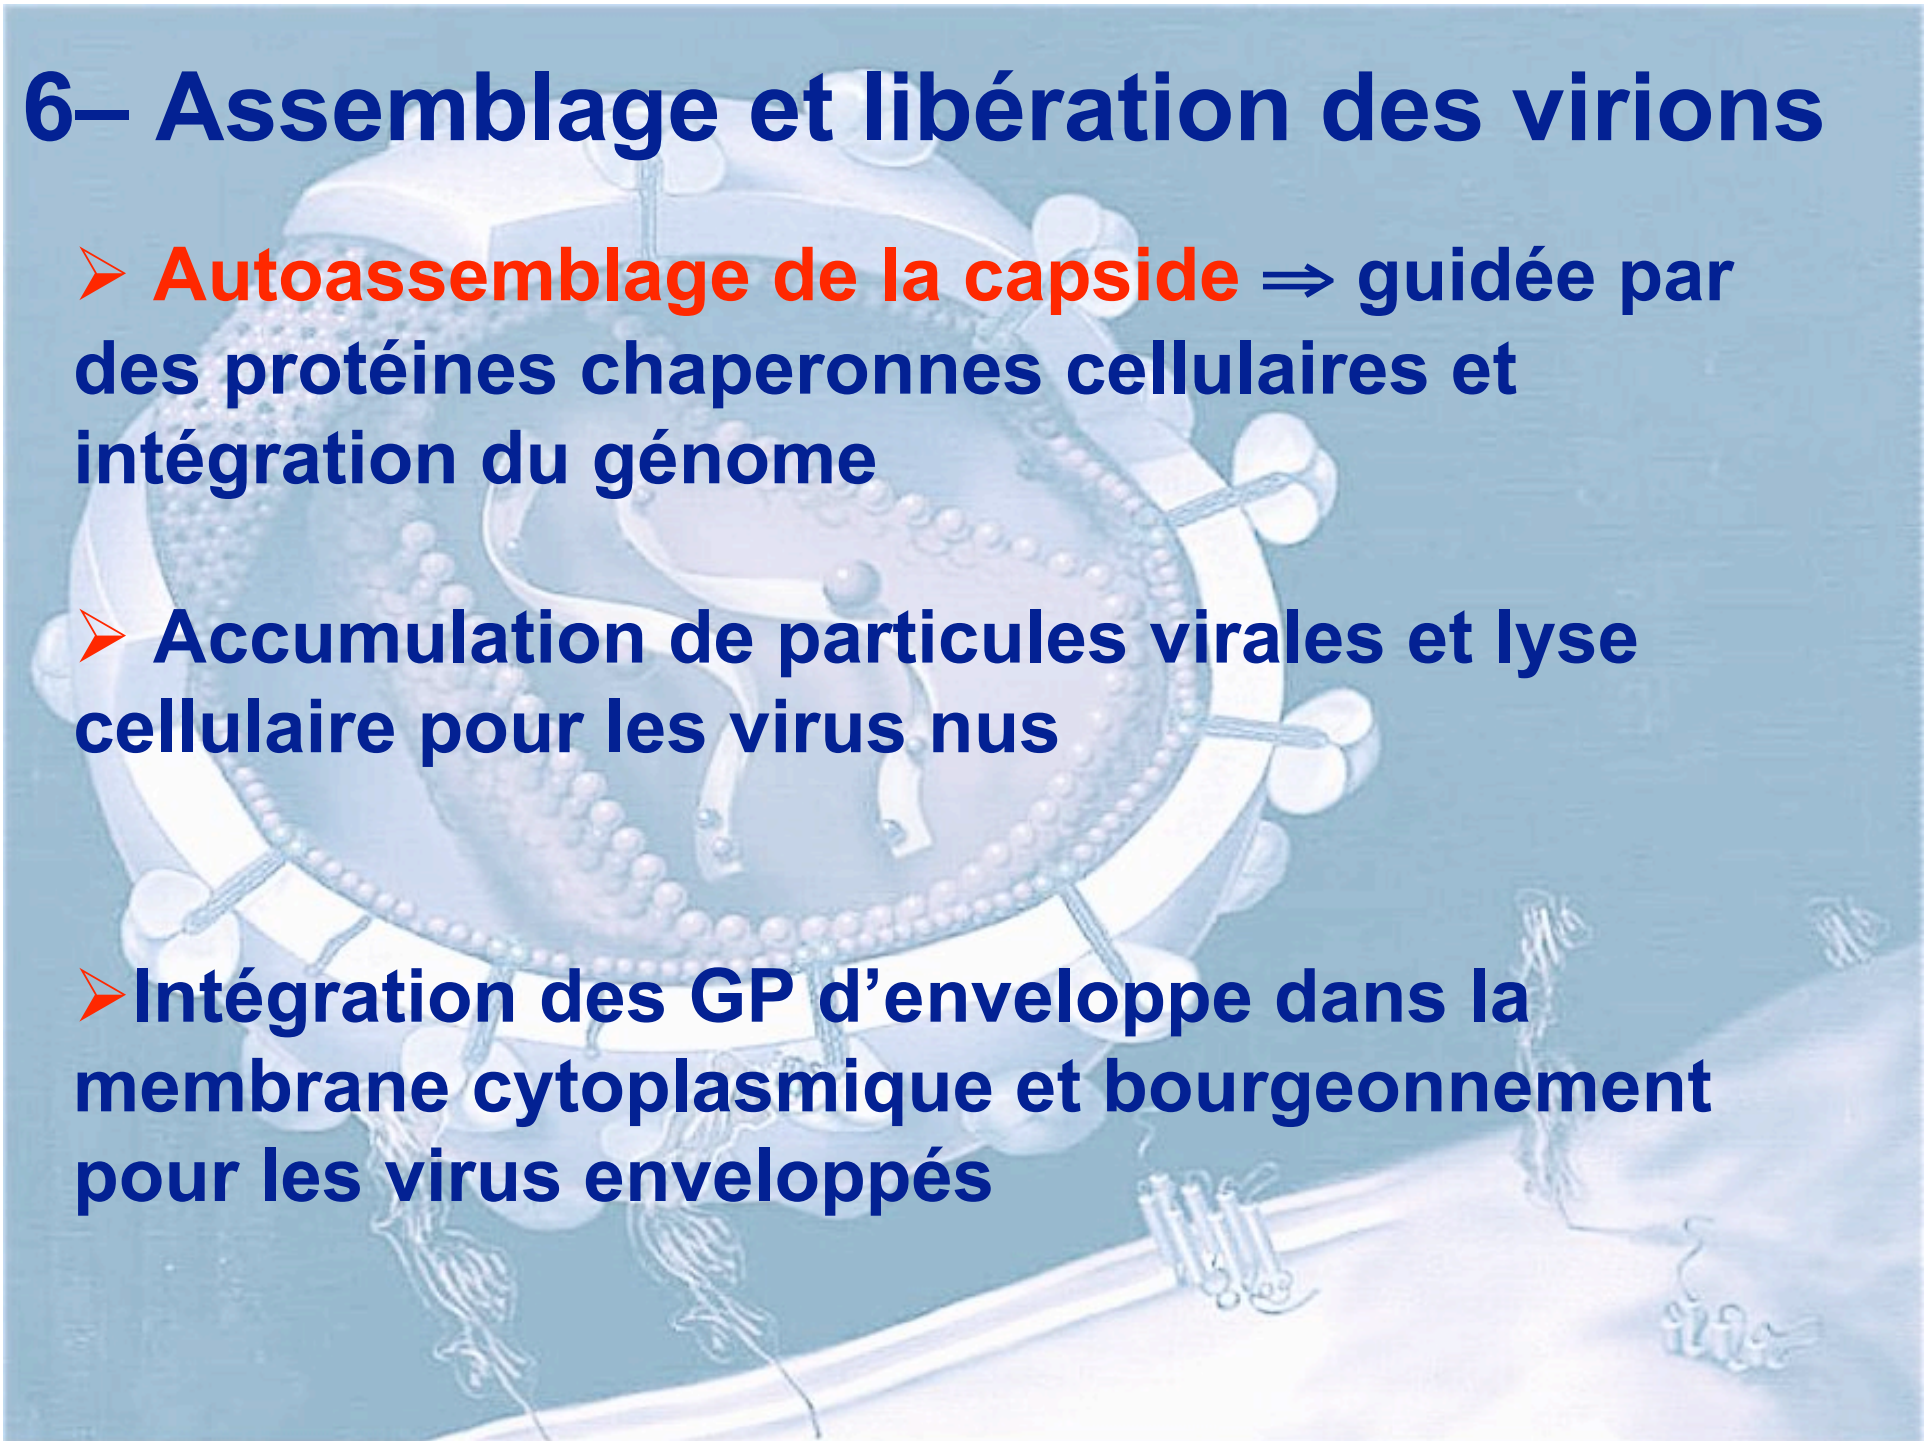 6– Assemblage et libération des virions
➢ Autoassemblage de la capside ⇒ guidée par
des protéines chaperonnes cellulaires et
intégration du génome
➢ Accumulation de particules virales et lyse
cellulaire pour les virus nus
➢Intégration des GP d’enveloppe dans la
membrane cytoplasmique et bourgeonnement
pour les virus enveloppés